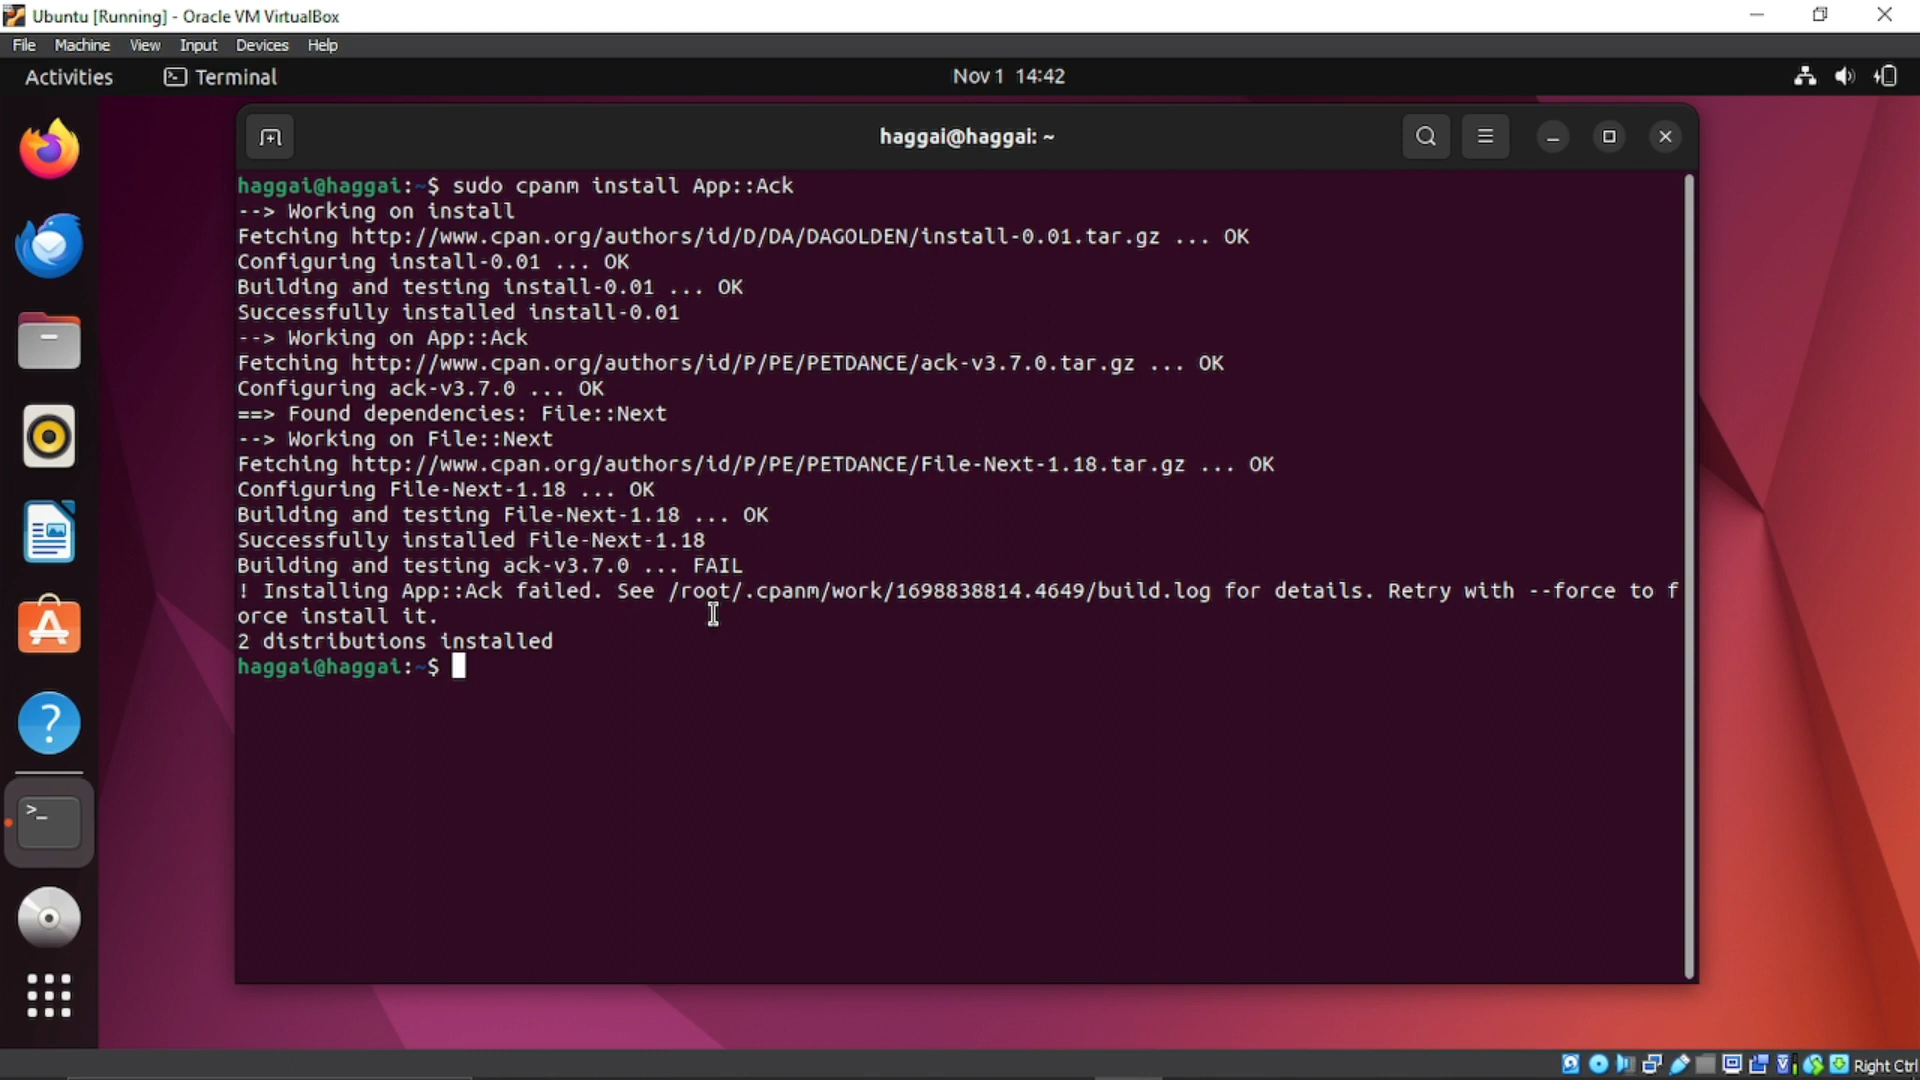 Ubuntu [Running] - Oracle VM VirtualBox
File Machine View Input Devices Help
Activities Terminal Nov 1 14:42
haggai@haggai: ~
haggai@haggai:~$ sudo cpanm install App::Ack
--> Working on install
Fetching http://www.cpan.org/authors/id/D/DA/DAGOLDEN/install-0.01.tar.gz ... OK
Configuring install-0.01 ... OK
Building and testing install-0.01 ... OK
Successfully installed install-0.01
--> Working on App::Ack
Fetching http://www.cpan.org/authors/id/P/PE/PETDANCE/ack-v3.7.0.tar.gz ... OK
Configuring ack-v3.7.0 ... OK
==> Found dependencies: File::Next
--> Working on File::Next
Fetching http://www.cpan.org/authors/id/P/PE/PETDANCE/File-Next-1.18.tar.gz ... OK
Configuring File-Next-1.18 ... OK
Building and testing File-Next-1.18 ... OK
Successfully installed File-Next-1.18
Building and testing ack-v3.7.0 ... FAIL
! Installing App::Ack failed. See /root/.cpanm/work/1698838814.4649/build.log for details. Retry with --force to f
orce install it.
2 distributions installed
haggai@haggai:~$
Right Ctrl